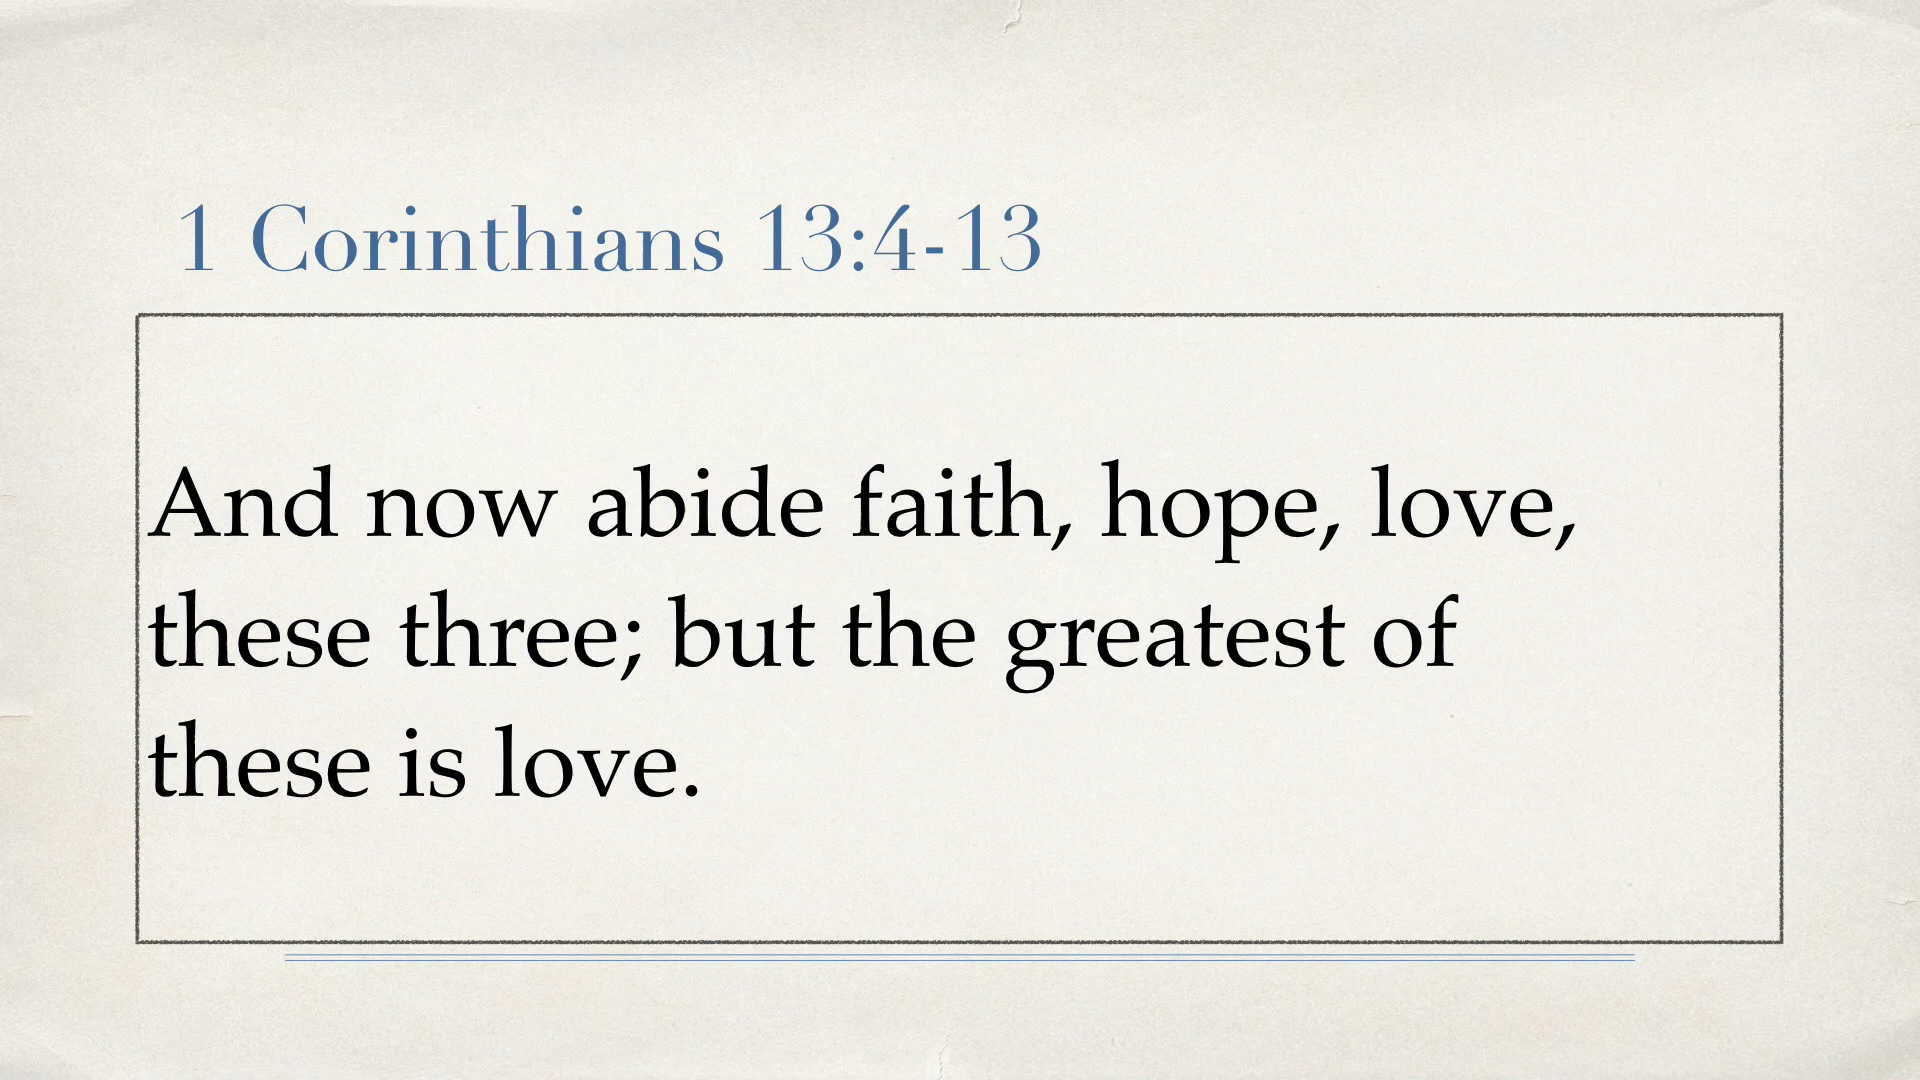 1 Corinthians 13:4-13
And now abide faith, hope, love,
these three; but the greatest of
these is love.